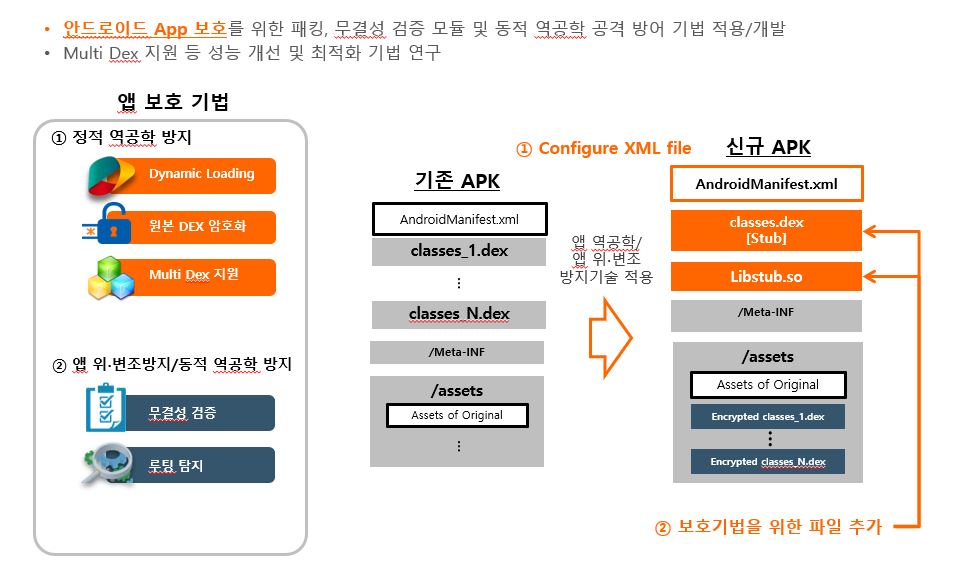 • 안드로이드 App 보호를 위한 패킹, 무결성 검증 모듈 및 동적 역공학 공격 방어 기법 적용/개발
• Multi Dex 지원 등 성능 개선 및 최적화 기법 연구
앱 보호 기법
① 정적 역공학 방지
Dynamic Loading
원본 DEX 암호화
Multi Dex 지원
② 앱 위·변조방지/동적 역공학 방지
무결성 검증
루팅 탐지
기존 APK
AndroidManifest.xml
classes_1.dex
⋮
classes_N.dex
/Meta-INF
/assets
Assets of Original
⋮
앱 역공학/
앱 위·변조
방지기술 적용
① Configure XML file
신규 APK
AndroidManifest.xml
classes.dex
[Stub]
Libstub.so
/Meta-INF
/assets
Assets of Original
Encrypted classes_1.dex
⋮
Encrypted classes_N.dex
② 보호기법을 위한 파일 추가